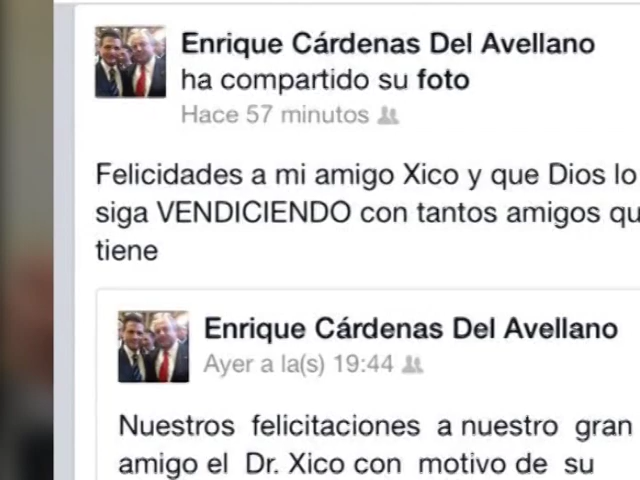 Enrique Cárdenas Del Avellano
ha compartido su foto
Hace 57 minutos
Felicidades a mi amigo Xico y que Dios lo
siga VENDICIENDO con tantos amigos qu
tiene
Enrique Cárdenas Del Avellano
Ayer a la(s) 19:44
Nuestros felicitaciones a nuestro gran
amigo el Dr. Xico con motivo de su